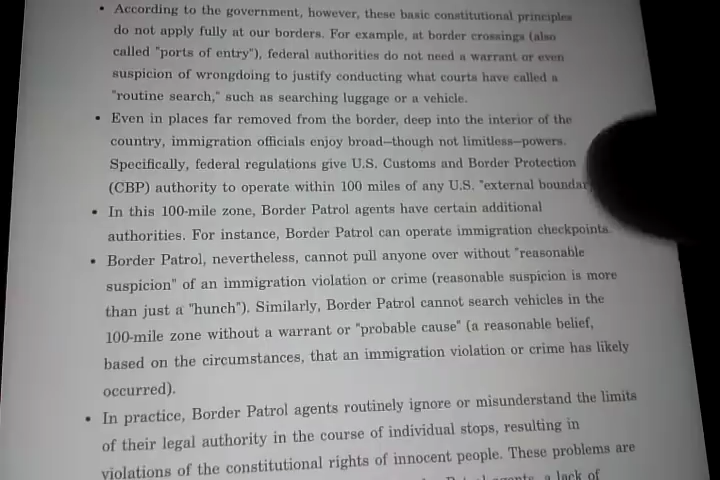 • According to the government, however, these basic constitutional principles
do not apply fully at our borders. For example, at border crossings (also
called "ports of entry"), federal authorities do not need a warrant or even
suspicion of wrongdoing to justify conducting what courts have called a
"routine search," such as searching luggage or a vehicle.
• Even in places far removed from the border, deep into the interior of the
country, immigration officials enjoy broad—though not limitless—powers.
Specifically, federal regulations give U.S. Customs and Border Protection
(CBP) authority to operate within 100 miles of any U.S. "external
• In this 100-mile zone, Border Patrol agents have certain additional
authorities. For instance, Border Patrol can operate immigration checkpoints.
• Border Patrol, nevertheless, cannot pull anyone over without "reasonable
suspicion" of an immigration violation or crime (reasonable suspicion is more
than just a "hunch"). Similarly, Border Patrol cannot search vehicles in the
100-mile zone without a warrant or "probable cause" (a reasonable belief,
based on the circumstances, that an immigration violation or crime has likely
occurred).
• In practice, Border Patrol agents routinely ignore or misunderstand the limits
of their legal authority in the course of individual stops, resulting in
violations of the constitutional rights of innocent people. These problems are
Patrol agents, a lack of